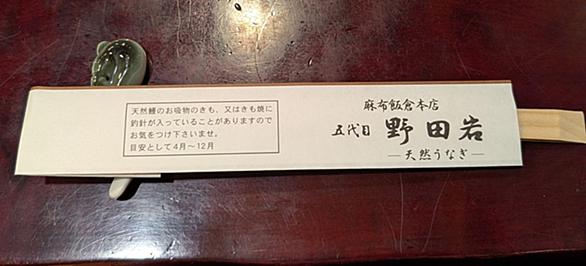 天然鰻のお吸物のきも、又はきも焼に
釣針が入っていることがありますので
お気をつけ下さいませ。
目安として4月～12月
麻布飯倉本店
五代目 野田岩
―天然うなぎ―